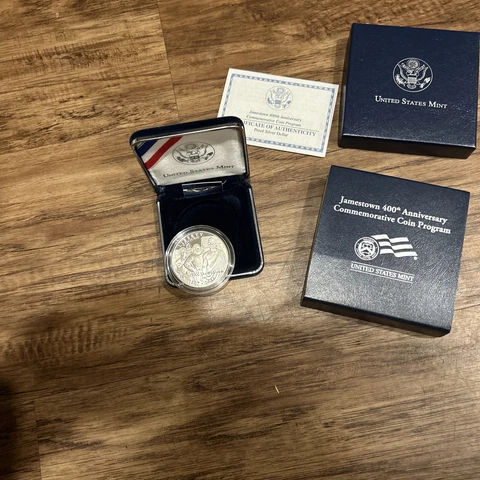 United States Mint
Jamestown 400th Anniversary
Commemorative Coin Program
CERTIFICATE OF AUTHENTICITY
Proof Silver Dollar
United States Mint
Jamestown 400th Anniversary
Commemorative Coin Program
UNITED STATES MINT